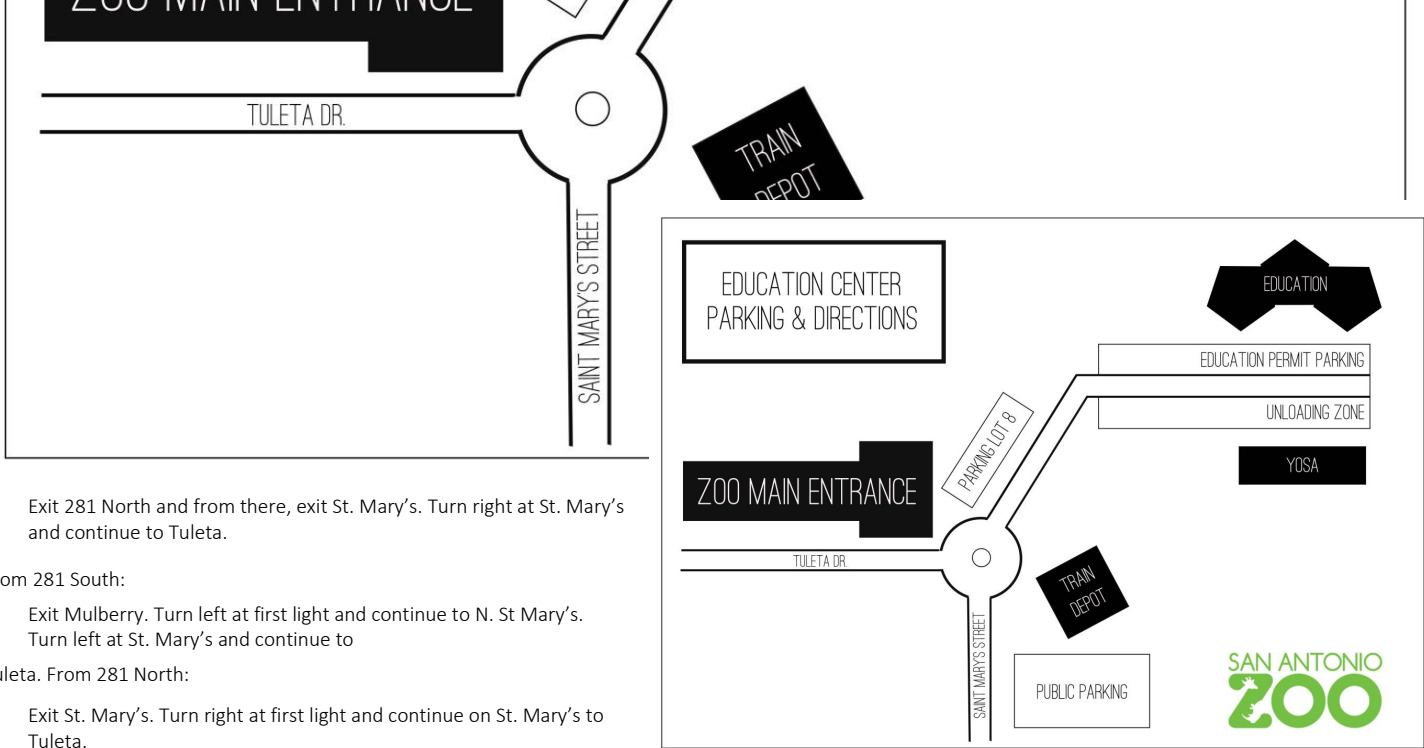 ZOO MAIN ENTRANCE
TULETA DR.
TRAIN
DEPOT
SAINT MARY'S STREET
Exit 281 North and from there, exit St. Mary’s. Turn right at St. Mary’s
and continue to Tuleta.
om 281 South:
Exit Mulberry. Turn left at first light and continue to N. St Mary’s.
Turn left at St. Mary’s and continue to
uleta. From 281 North:
Exit St. Mary’s. Turn right at first light and continue on St. Mary’s to
Tuleta.
EDUCATION CENTER
PARKING & DIRECTIONS
EDUCATION
EDUCATION PERMIT PARKING
UNLOADING ZONE
YOSA
PARKING LOT 8
ZOO MAIN ENTRANCE
TULETA DR.
TRAIN
DEPOT
SAINT MARY'S STREET
PUBLIC PARKING
SAN ANTONIO
ZOO